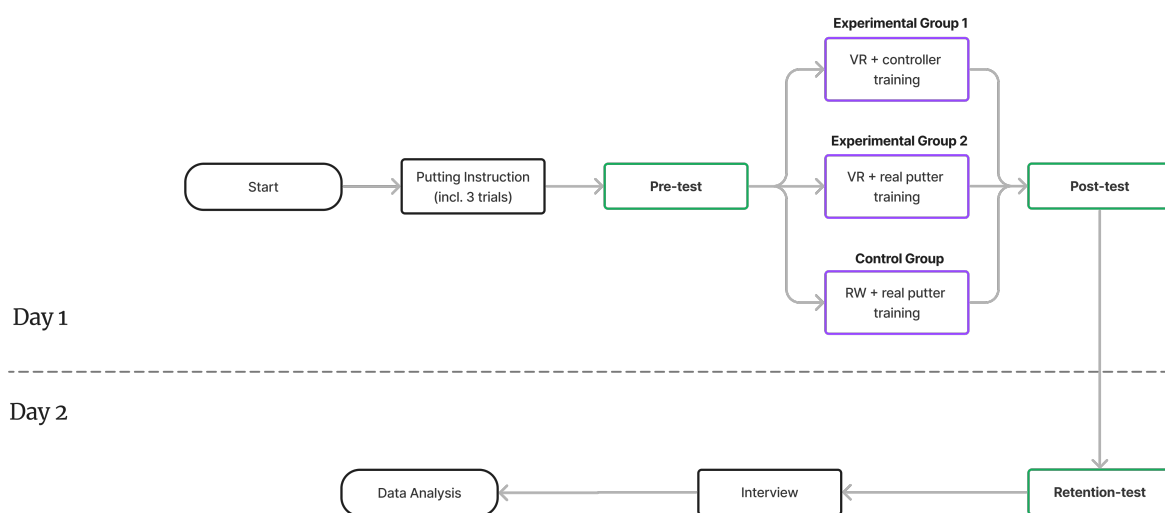 Experimental Group 1
VR + controller
training
Experimental Group 2
Start
Putting Instruction
(incl. 3 trials)
Pre-test
VR + real putter
training
Post-test
Control Group
RW + real putter
training
Day 1
Day 2
Data Analysis
Interview
Retention-test